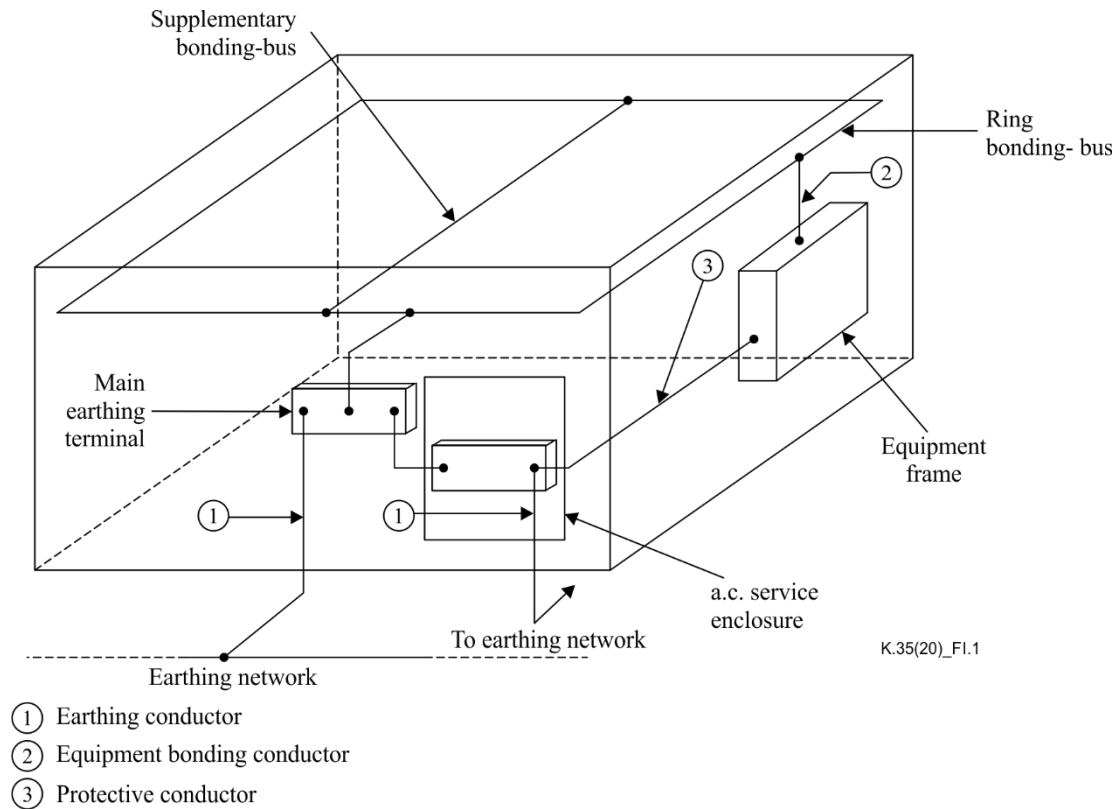 Supplementary
bonding-bus
Ring
bonding- bus
2
3
Main
earthing
terminal
Equipment
frame
1
1
a.c. service
enclosure
To earthing network
K.35(20)_FI.1
Earthing network
1 Earthing conductor
2 Equipment bonding conductor
3 Protective conductor